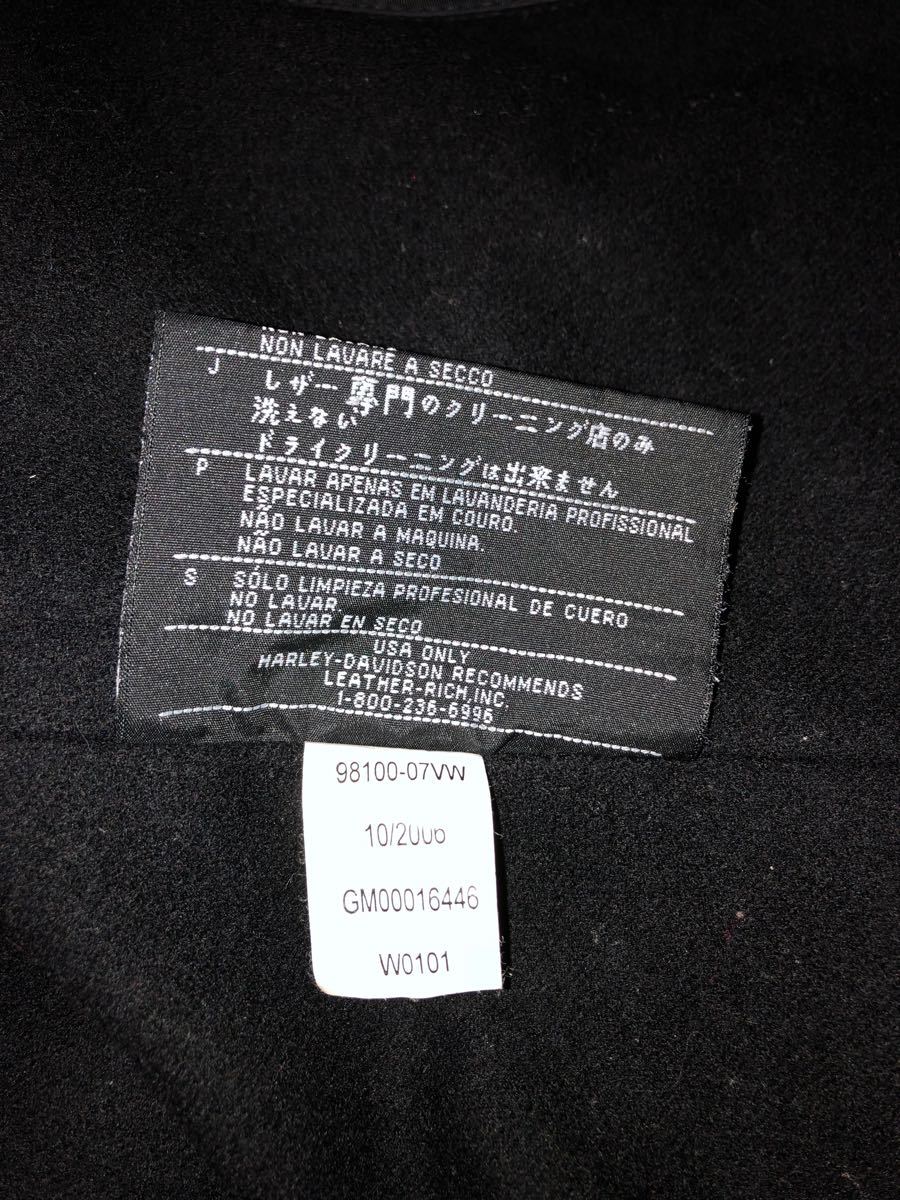 NON LAVARE A SECCO
J
レザー専門のクリーニング店のみ
洗えない
ドライクリーニングは出来ません
P
LAVAR APENAS EM LAVANDERIA PROFISSIONAL
ESPECIALIZADA EM COURO.
NÃO LAVAR A MAQUINA.
NÃO LAVAR A SECO
S
SÓLO LIMPIEZA PROFESIONAL DE CUERO
NO LAVAR.
NO LAVAR EN SECO
USA ONLY
HARLEY-DAVIDSON RECOMMENDS
LEATHER-RICH,INC.
1-800-236-6996
98100-07VW
10/2006
GM00016446
W0101